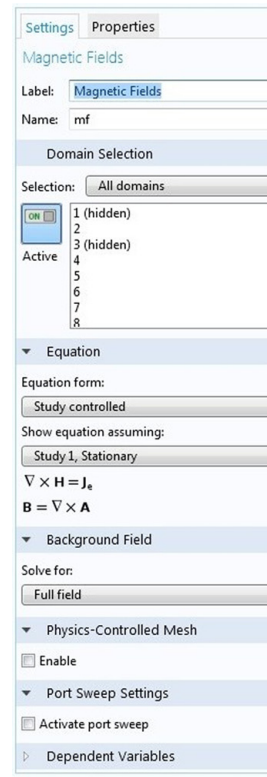 Settings Properties
Magnetic Fields
Label: Magnetic Fields
Name: mf
Domain Selection
Selection: All domains
ON
Active
1 (hidden)
2
3 (hidden)
4
5
6
7
8
Equation
Equation form:
Study controlled
Show equation assuming:
Study 1, Stationary
∇ × H = Jₑ
B = ∇ × A
Background Field
Solve for:
Full field
Physics-Controlled Mesh
Enable
Port Sweep Settings
Activate port sweep
Dependent Variables